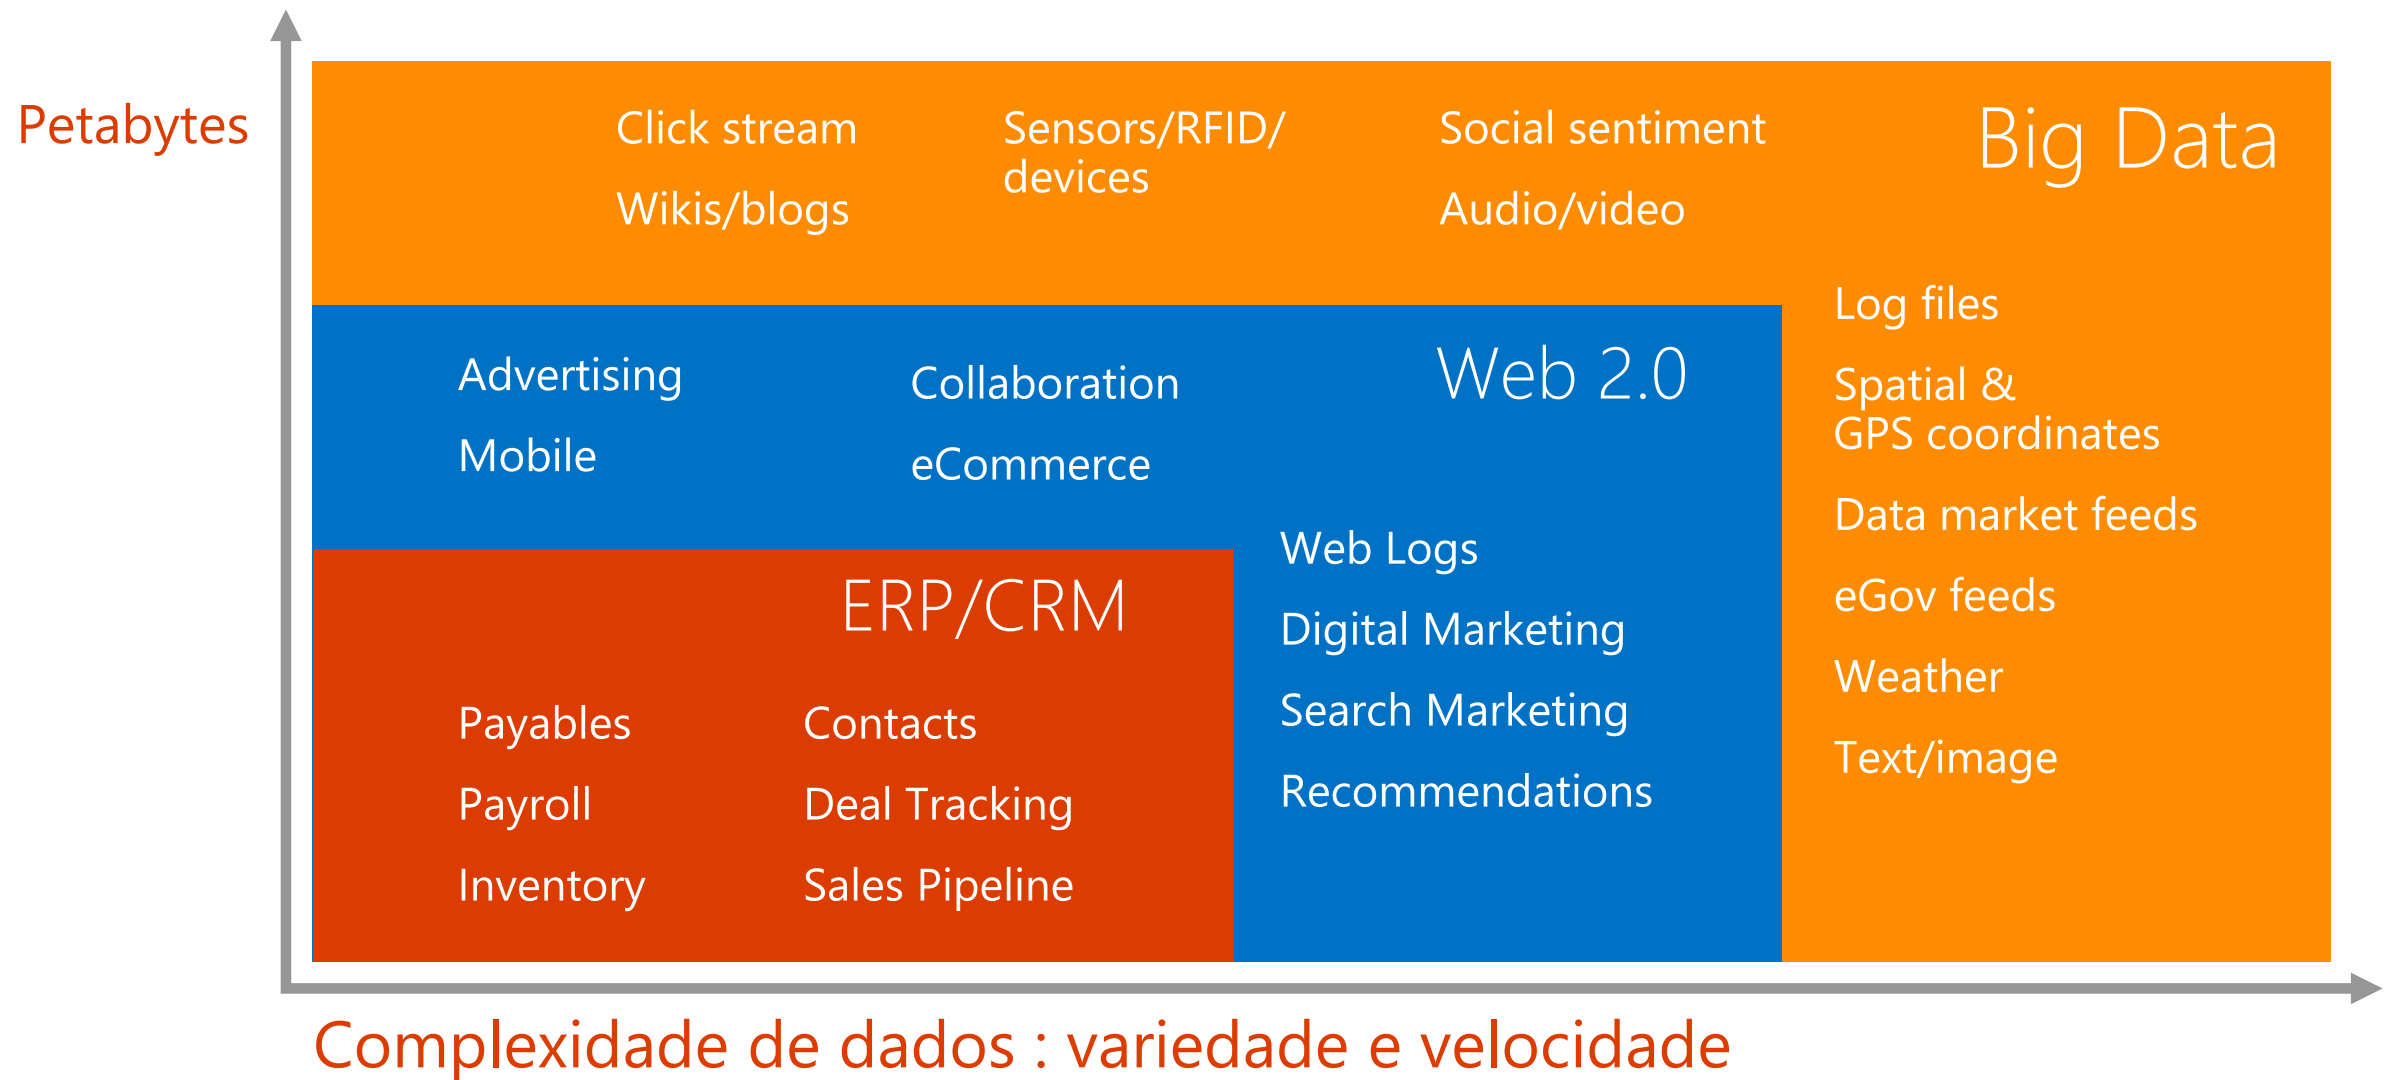 Petabytes
Click stream
Wikis/blogs
Sensors/RFID/
devices
Social sentiment
Audio/video
Big Data
Log files
Spatial &
GPS coordinates
Data market feeds
eGov feeds
Weather
Text/image
Advertising
Mobile
Collaboration
eCommerce
Web 2.0
Web Logs
Digital Marketing
Search Marketing
Recommendations
ERP/CRM
Payables
Payroll
Inventory
Contacts
Deal Tracking
Sales Pipeline
Complexidade de dados : variedade e velocidade